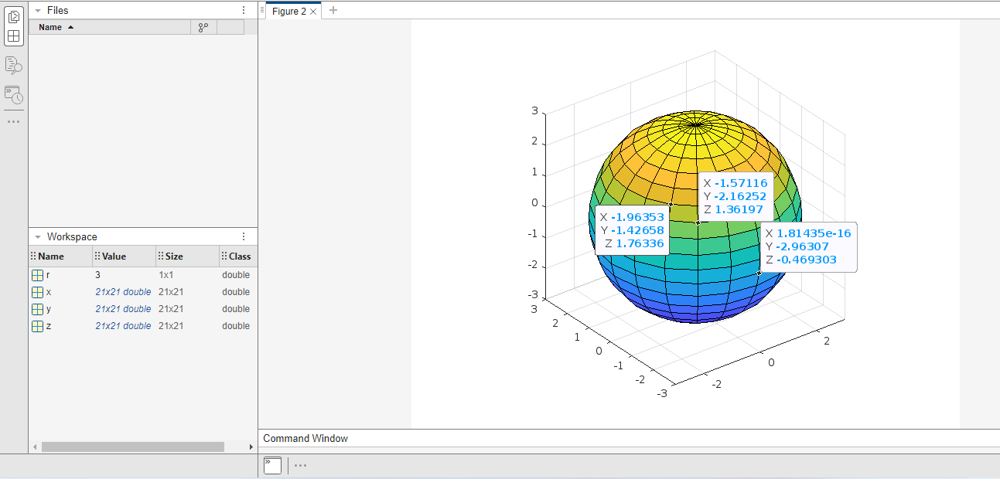 Files
Name
Workspace
Name Value Size Class
r 3 1x1 double
x 21x21 double 21x21 double
y 21x21 double 21x21 double
z 21x21 double 21x21 double
Figure 2
3
2
1
0
-1
-2
-3
3
2
1
0
-1
-2
-3
-2
0
2
X -1.57116
Y -2.16252
Z 1.36197
X -1.96353
Y -1.42658
Z 1.76336
X 1.81435e-16
Y -2.96307
Z -0.469303
Command Window